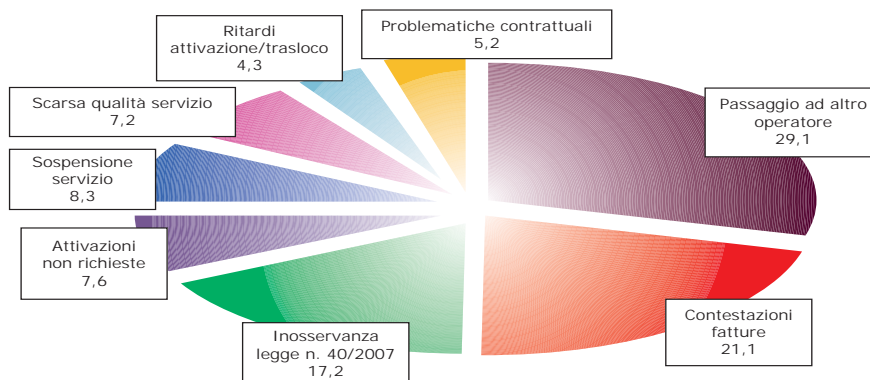 Problematiche contrattuali
5,2
Ritardi
attivazione/trasloco
4,3
Scarsa qualità servizio
7,2
Sospensione
servizio
8,3
Attivazioni
non richieste
7,6
Inosservanza
legge n. 40/2007
17,2
Contestazioni
fatture
21,1
Passaggio ad altro
operatore
29,1